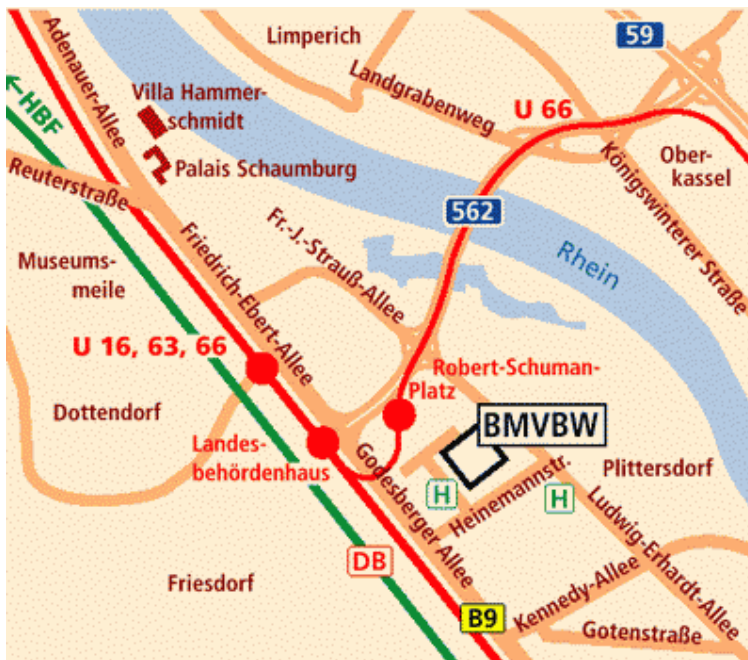 Limperich
59
Adenauer-Allee
Landgrabenweg
U 66
Villa Hammer-
schmidt
←HBF
Palais Schaumburg
Reuterstraße
Ober-
kassel
Königswinterer Straße
562
Fr.-J.-Strauß-Allee
Rhein
Museums-
meile
Friedrich-Ebert-Allee
U 16, 63, 66
Robert-Schuman-
Platz
Dottendorf
BMVBW
Landes-
behördenhaus
Godesberger Allee
Plittersdorf
H
Heinemannstr.
H
Ludwig-Erhardt-Allee
DB
Friesdorf
Kennedy-Allee
B9
Gotenstraße